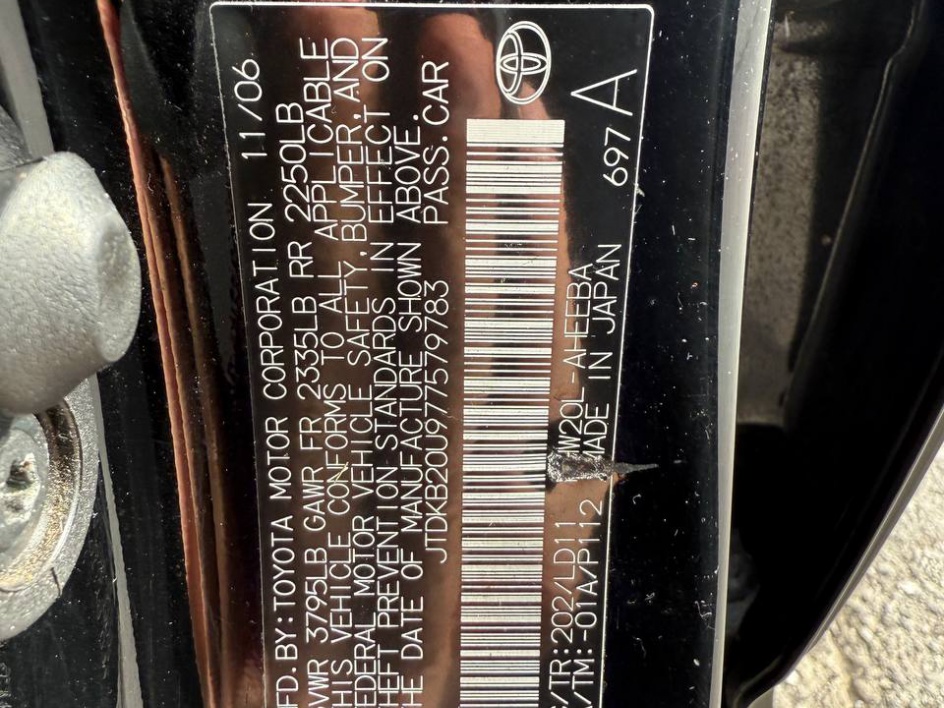 MFD.BY:TOYOTA MOTOR CORPORATION 11/06
GVWR 3795LB GAWR FR 2335LB RR 2250LB
THIS VEHICLE CONFORMS TO ALL APPLICABLE
FEDERAL MOTOR VEHICLE SAFETY, BUMPER, AND
THEFT PREVENTION STANDARDS IN EFFECT ON
THE DATE OF MANUFACTURE SHOWN ABOVE.
JTDKB20U977579783 PASS.CAR
C/TR:202/LD11 HW20L-AHEEBA 697
A/TM:-01A/P112 MADE IN JAPAN A